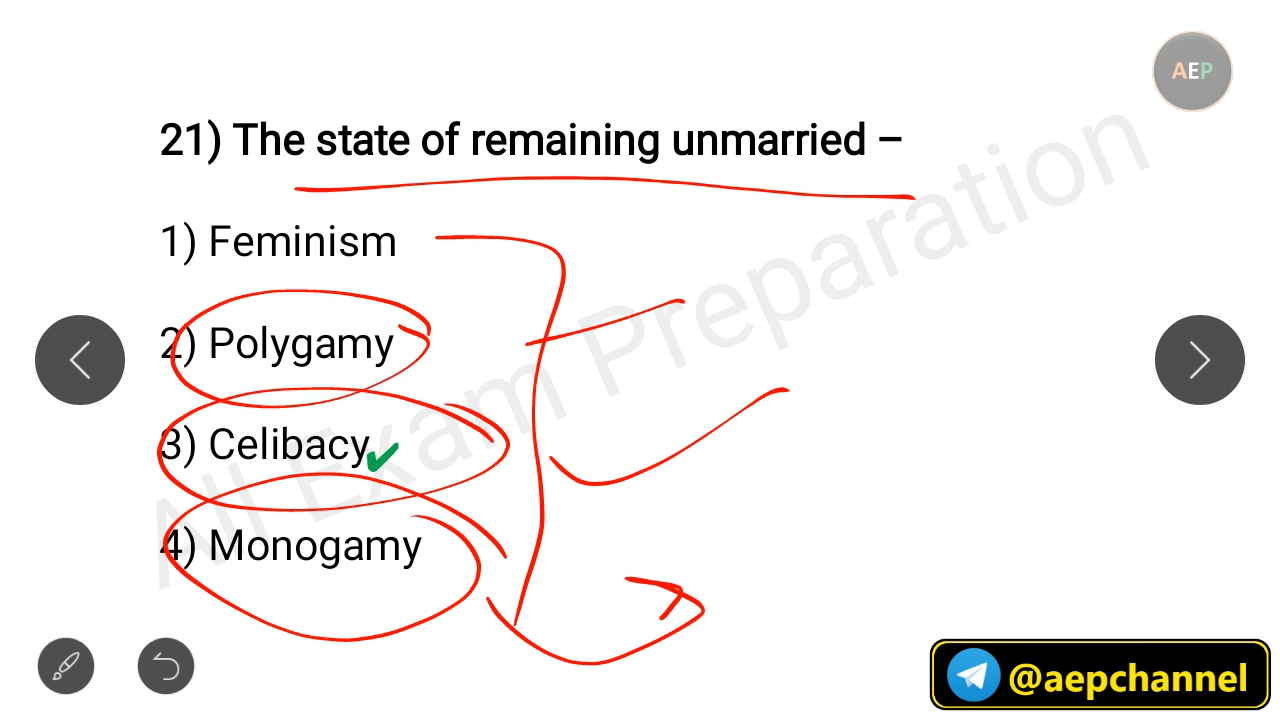 AEP
21) The state of remaining unmarried –
1) Feminism
2) Polygamy
3) Celibacy
4) Monogamy
All Exam Preparation
@aepchannel